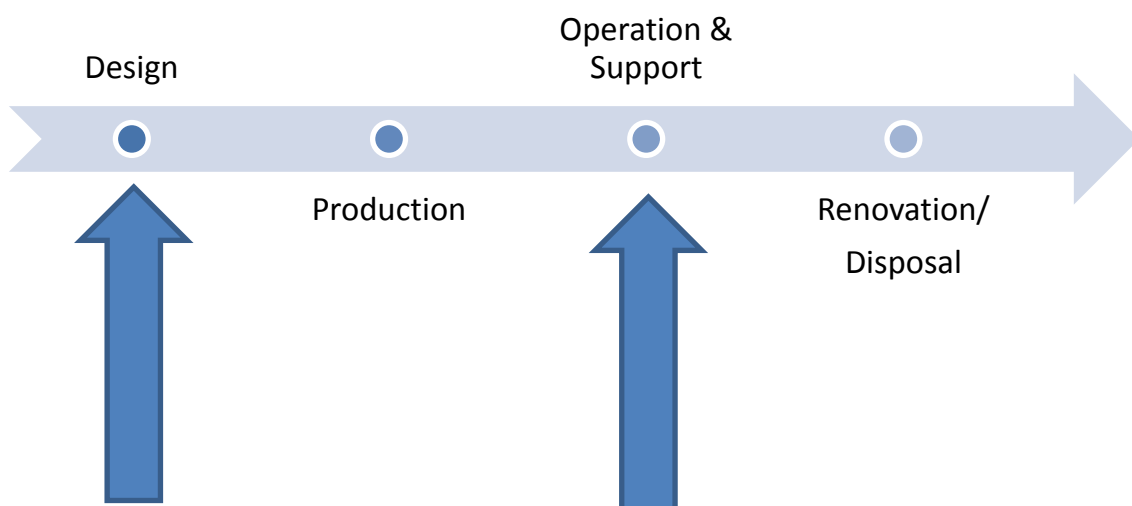 Design
Production
Operation &
Support
Renovation/
Disposal